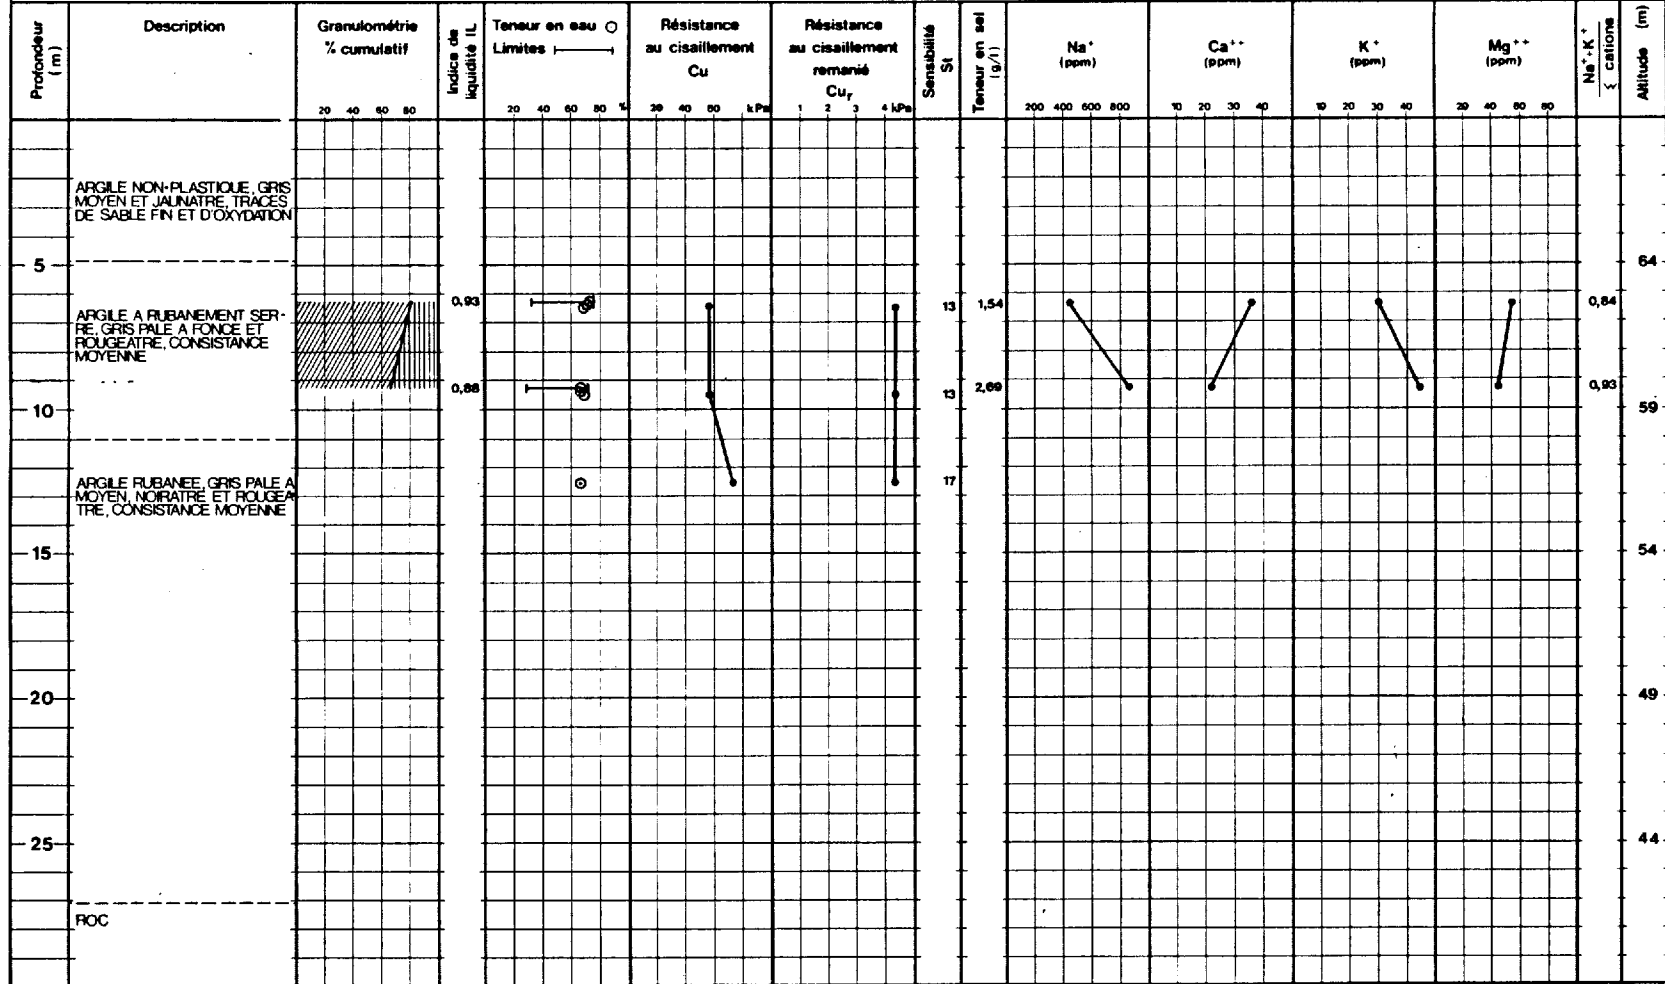 Profondeur (m)
Description
Granulométrie
% cumulatif
20 40 60 80
Indice de
liquidité IL
Teneur en eau
Limites
20 40 60 80 %
Résistance
au cisaillement
Cu
20 40 60 kPa
Résistance
au cisaillement
remanié
Cur
1 2 3 4 kPa
Sensibilité
St
Teneur en sel
(g/l)
Na+
(ppm)
200 400 600 800
Ca++
(ppm)
10 20 30 40
K+
(ppm)
10 20 30 40
Mg++
(ppm)
20 40 60 80
Na++K+
Σ cations
Altitude (m)
ARGILE NON-PLASTIQUE, GRIS
MOYEN ET JAUNATRE, TRACES
DE SABLE FIN ET D'OXYDATION
5
64
ARGILE A RUBANEMENT SER-
RE, GRIS PALE A FONCE ET
ROUGEATRE, CONSISTANCE
MOYENNE
0,93
13
1,54
0,84
0,88
13
2,69
0,93
10
59
ARGILE RUBANEE, GRIS PALE A
MOYEN, NOIRATRE ET ROUGEA
TRE, CONSISTANCE MOYENNE
17
15
54
20
49
25
44
ROC